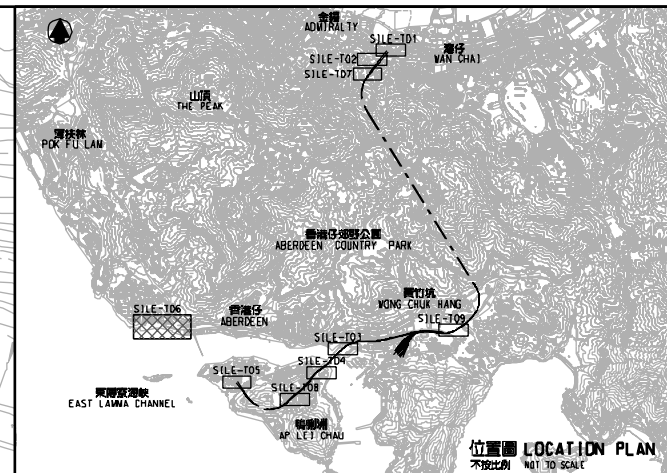 金鐘
ADMIRALTY
SILE-T01
灣仔
WAN CHAI
SILE-T02
SILE-T07
山頂
THE PEAK
薄扶林
POK FU LAM
香港仔郊野公園
ABERDEEN COUNTRY PARK
黃竹坑
WONG CHUK HANG
SILE-T06
香港仔
ABERDEEN
SILE-T09
SILE-T03
SILE-T04
SILE-T05
SILE-T08
東博寮海峽
EAST LAMMA CHANNEL
鴨脷洲
AP LEI CHAU
位置圖 LOCATION PLAN
不按比例 NOT TO SCALE